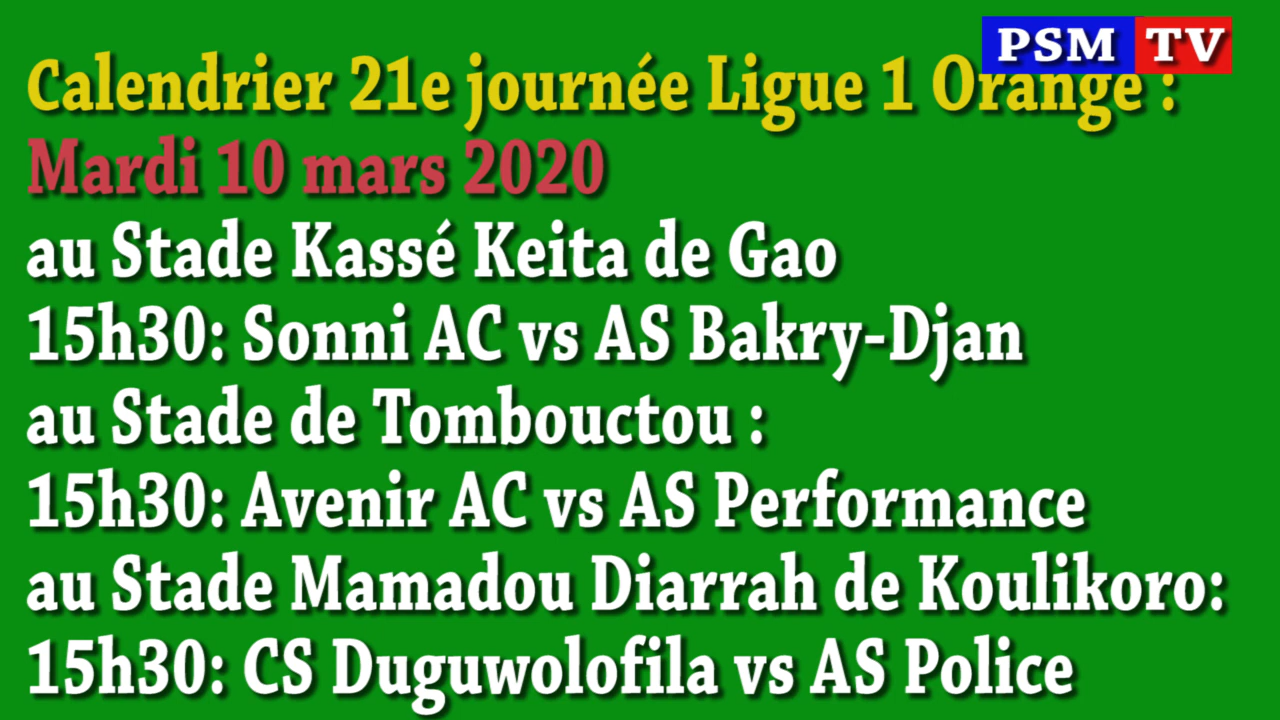 PSM TV
Calendrier 21e journée Ligue 1 Orange :
Mardi 10 mars 2020
au Stade Kassé Keita de Gao
15h30: Sonni AC vs AS Bakry-Djan
au Stade de Tombouctou :
15h30: Avenir AC vs AS Performance
au Stade Mamadou Diarrah de Koulikoro:
15h30: CS Duguwolofila vs AS Police